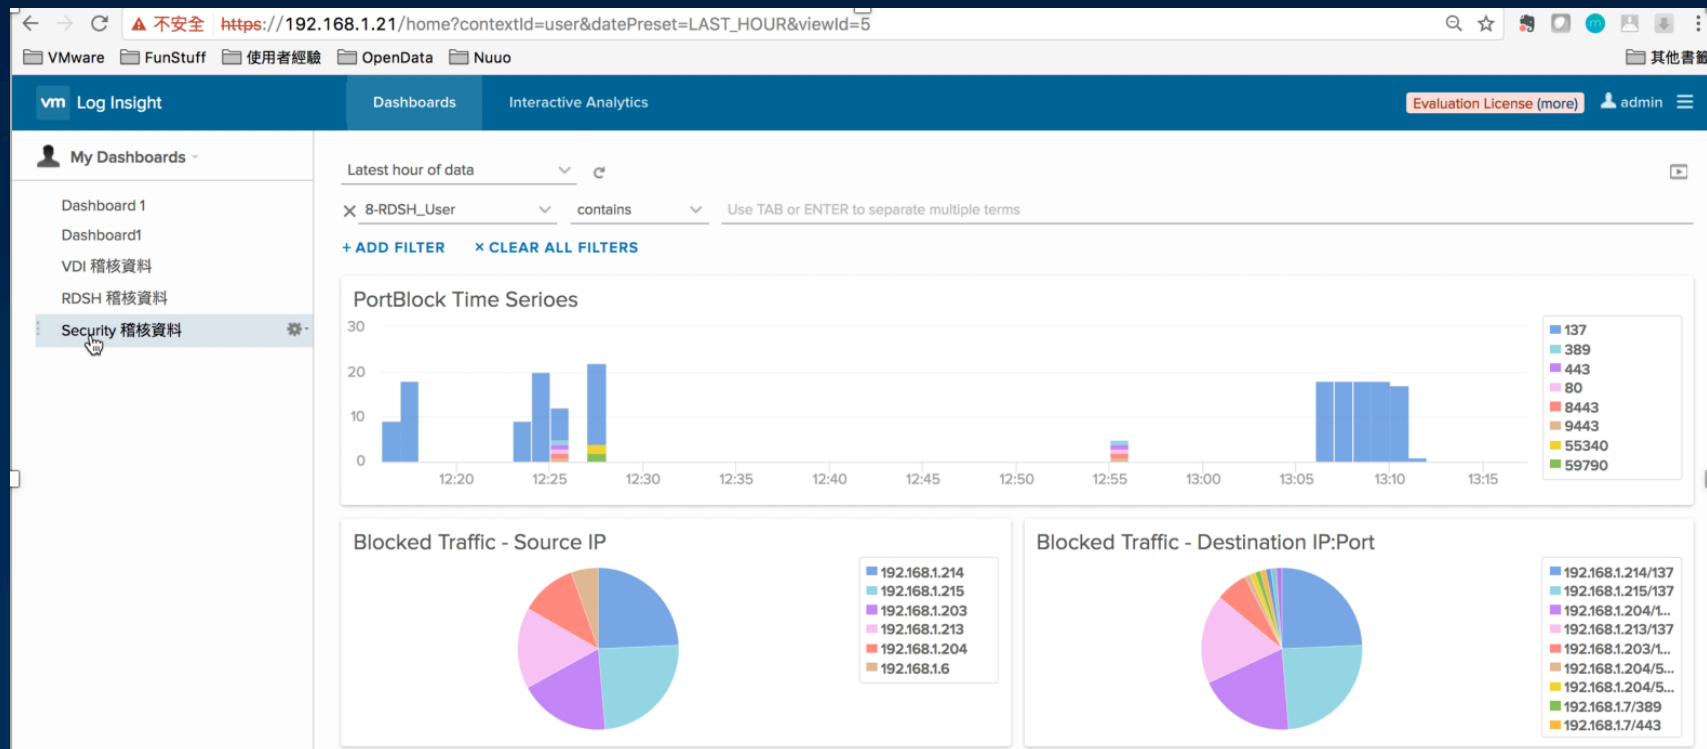 不安全 https://192.168.1.21/home?contextId=user&datePreset=LAST_HOUR&viewId=5
VMware FunStuff 使用者經驗 OpenData Nuuo 其他書籤
vm Log Insight Dashboards Interactive Analytics Evaluation License (more) admin
My Dashboards
Dashboard 1
Dashboard1
VDI 稽核資料
RDSH 稽核資料
Security 稽核資料
Latest hour of data
8-RDSH_User contains Use TAB or ENTER to separate multiple terms
+ ADD FILTER × CLEAR ALL FILTERS
PortBlock Time Serioes
30
20
10
0
12:20 12:25 12:30 12:35 12:40 12:45 12:50 12:55 13:00 13:05 13:10 13:15
137
389
443
80
8443
9443
55340
59790
Blocked Traffic - Source IP
192.168.1.214
192.168.1.215
192.168.1.203
192.168.1.213
192.168.1.204
192.168.1.6
Blocked Traffic - Destination IP:Port
192.168.1.214/137
192.168.1.215/137
192.168.1.204/1...
192.168.1.213/137
192.168.1.203/1...
192.168.1.204/5...
192.168.1.204/5...
192.168.1.7/389
192.168.1.7/443